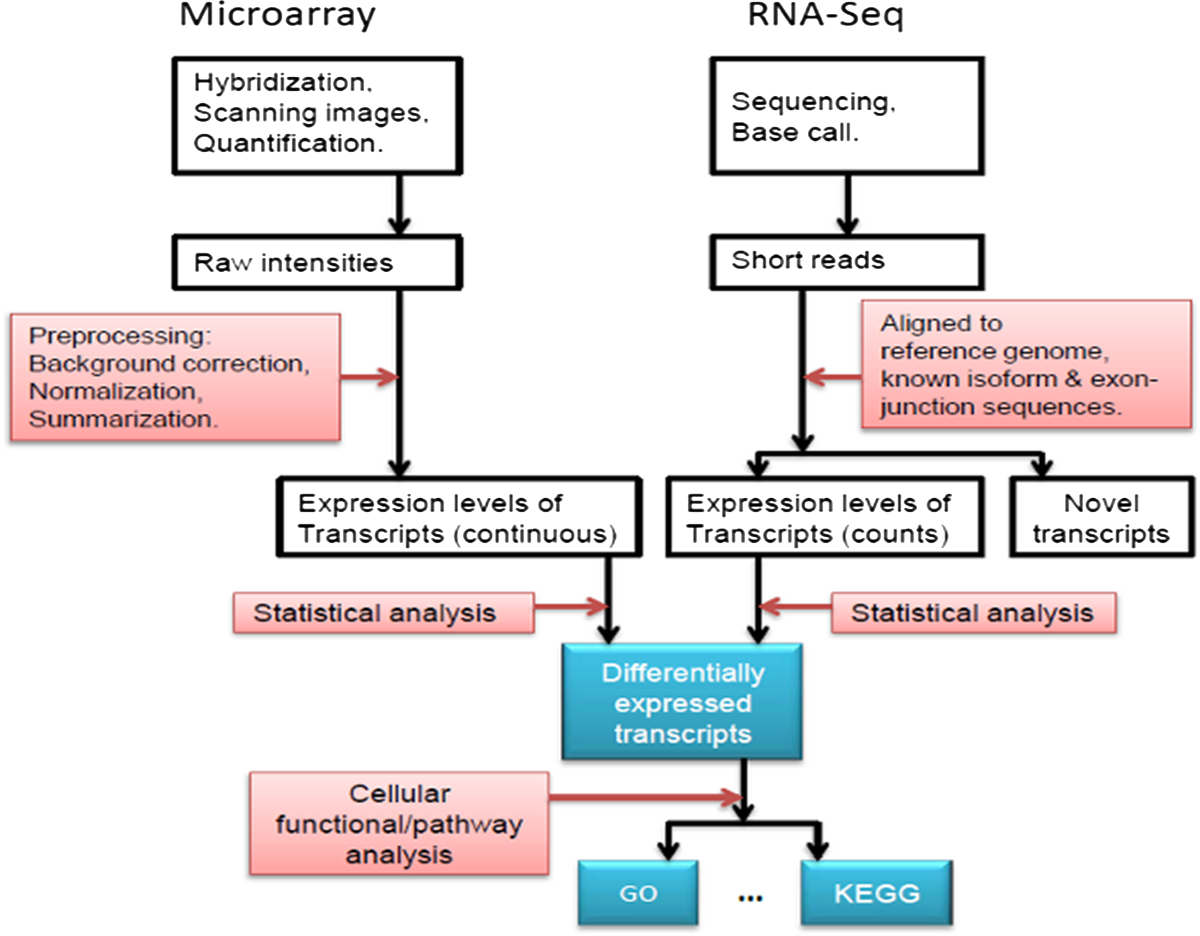 Microarray
RNA-Seq
Hybridization,
Scanning images,
Quantification.
Sequencing,
Base call.
Raw intensities
Short reads
Preprocessing:
Background correction,
Normalization,
Summarization.
Aligned to
reference genome,
known isoform & exon-
junction sequences.
Expression levels of
Transcripts (continuous)
Expression levels of
Transcripts (counts)
Novel
transcripts
Statistical analysis
Statistical analysis
Differentially
expressed
transcripts
Cellular
functional/pathway
analysis
GO
...
KEGG